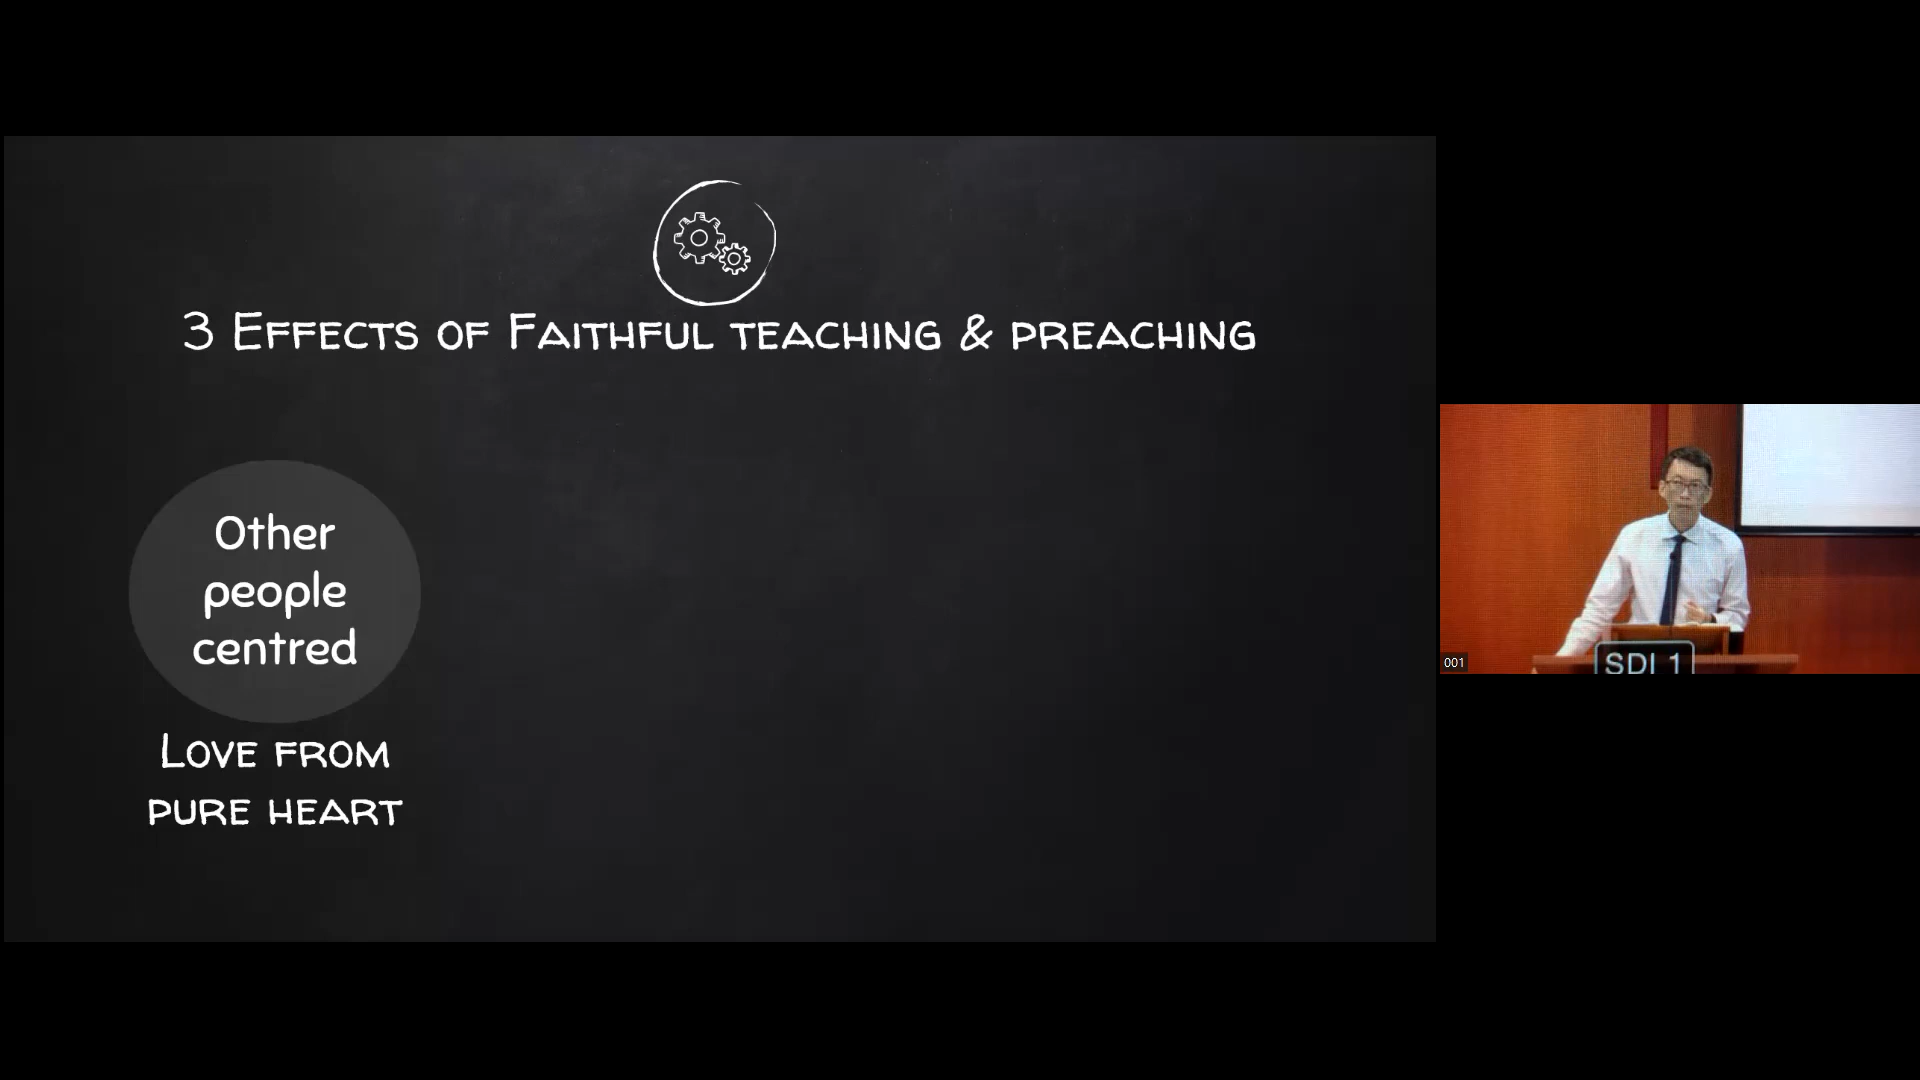 3 Effects of Faithful teaching & preaching
Other
people
centred
Love from
pure heart
001
SDI 1